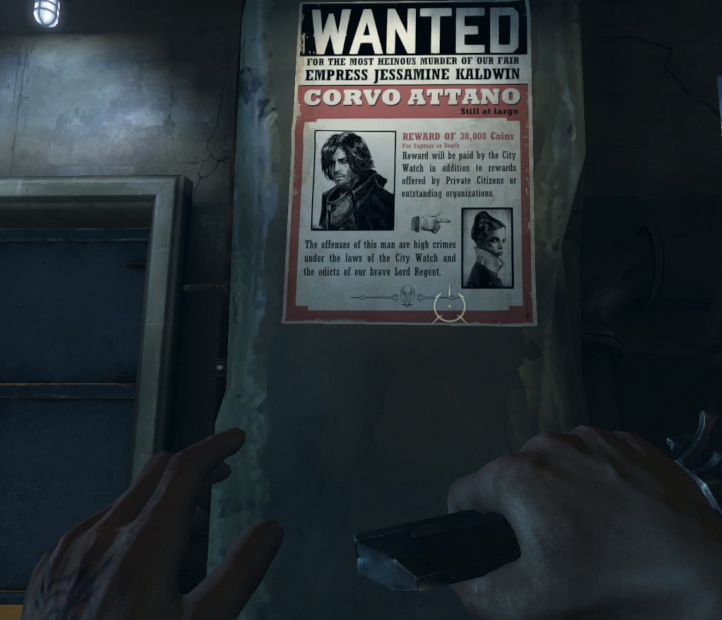 WANTED
FOR THE MOST HEINOUS MURDER OF OUR FAIR
EMPRESS JESSAMINE KALDWIN
CORVO ATTANO
Still at large
REWARD OF 30,000 Coins
For Capture or Death
Reward will be paid by the City
Watch in addition to rewards
offered by Private Citizens or
outstanding organizations.
The offenses of this man are high crimes
under the laws of the City Watch and
the edicts of our brave Lord Regent.